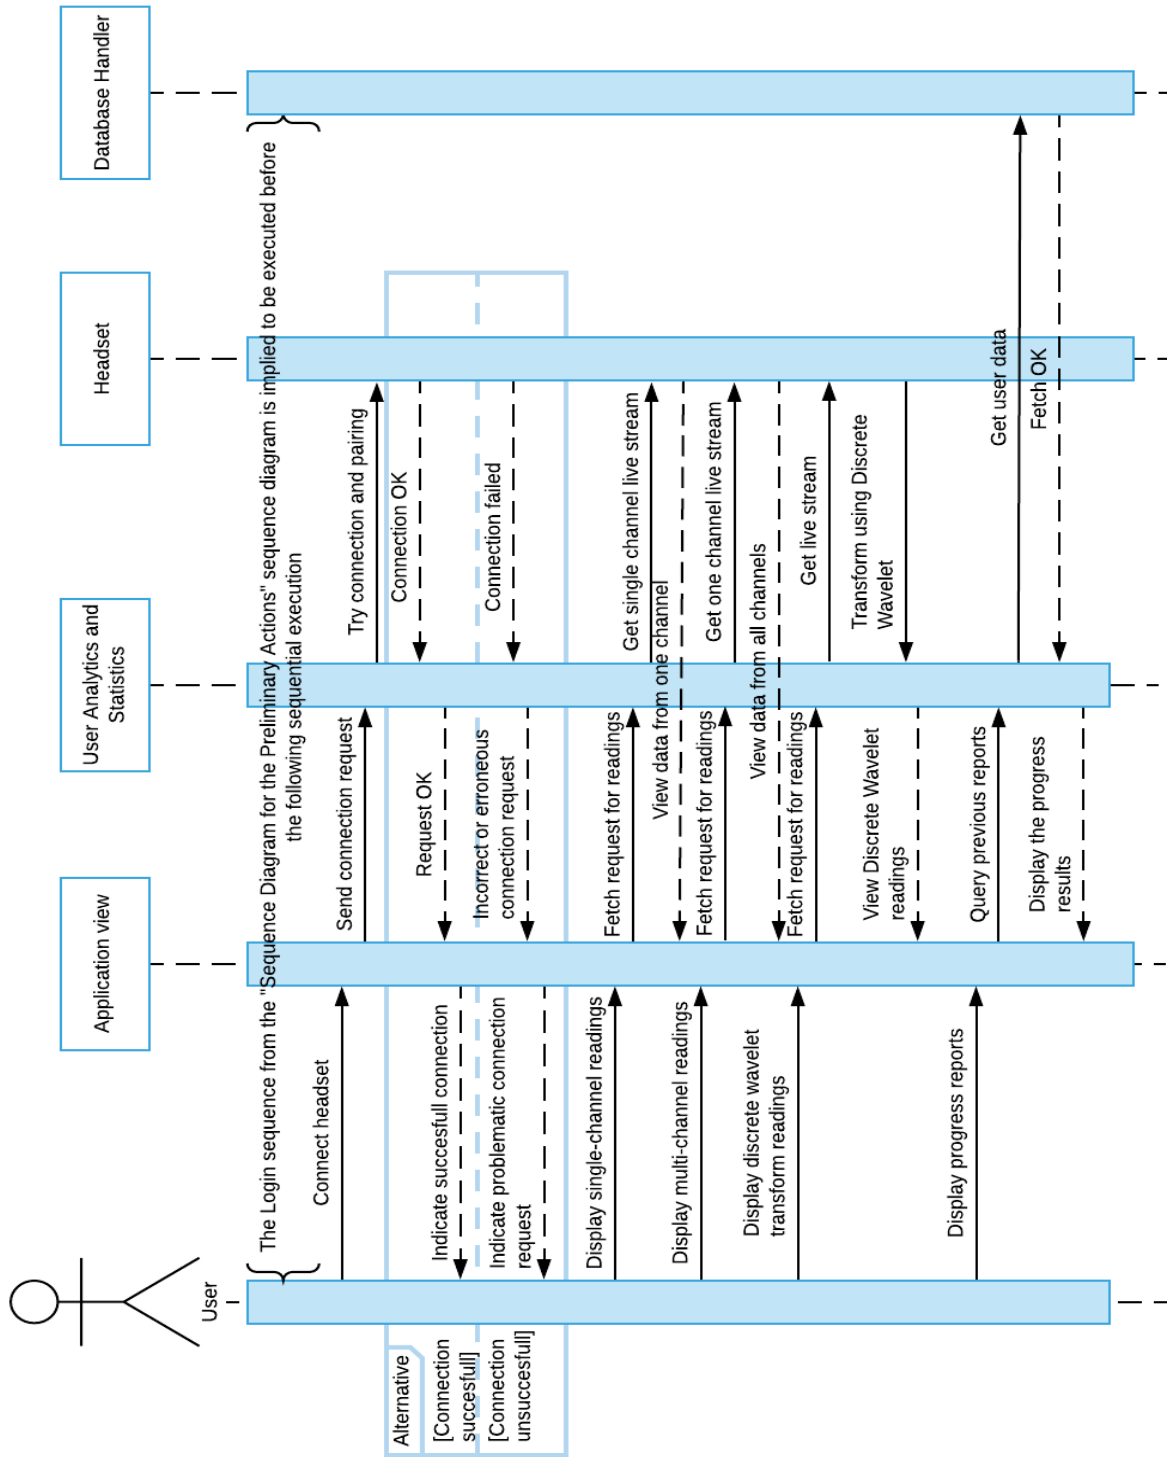 User
Application view
User Analytics and
Statistics
Headset
Database Handler
The Login sequence from the "Sequence Diagram for the Preliminary Actions" sequence diagram is implied to be executed before
the following sequential execution
Connect headset
Send connection request
Try connection and pairing
Alternative
[Connection
succesfull]
Connection OK
Request OK
Indicate succesfull connection
[Connection
unsuccesfull]
Connection failed
Incorrect or erroneous
connection request
Indicate problematic connection
request
Display single-channel readings
Fetch request for readings
Get single channel live stream
View data from one channel
Display multi-channel readings
Fetch request for readings
Get one channel live stream
View data from all channels
Display discrete wavelet
transform readings
Fetch request for readings
Get live stream
Transform using Discrete
Wavelet
View Discrete Wavelet
readings
Display progress reports
Query previous reports
Get user data
Fetch OK
Display the progress
results